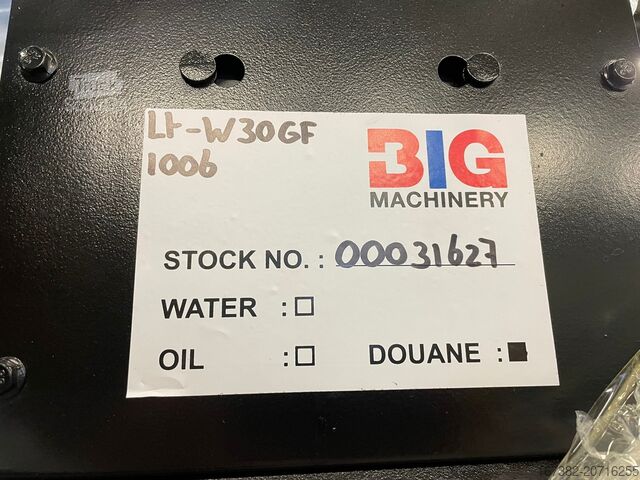 Lt-W30GF
1006
BIG
MACHINERY
STOCK NO. : 00031627
WATER :
OIL :
DOUANE :
382-20716255